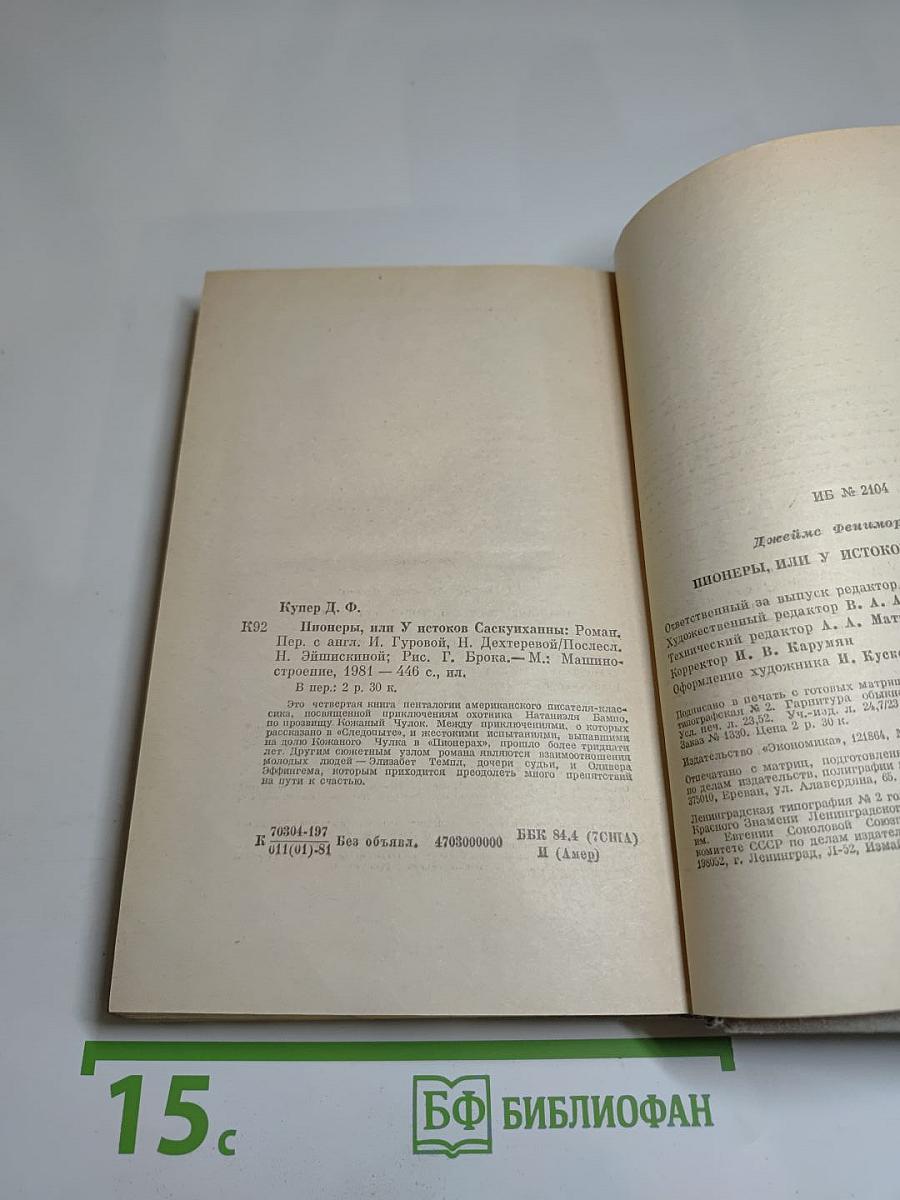 Купер Д. Ф.
К92 Пионеры, или У истоков Саскуиханны: Роман.
Пер. с англ. И. Гуровой, Н. Дехтеревой/Послесл.
Н. Эйшискиной; Рис. Г. Брока.— М.: Машино-
строение, 1981 — 446 с., ил.
В пер.: 2 р. 30 к.
Это четвертая книга пенталогии американского писателя-клас-
сика, посвященной приключениям охотника Натаниэля Бампо,
по прозвищу Кожаный Чулок. Между приключениями, о которых
рассказано в «Следопыте», и жестокими испытаниями, выпавшими
на долю Кожаного Чулка в «Пионерах», прошло более тридцати
лет. Другим сюжетным узлом романа являются взаимоотношения
молодых людей — Элизабет Темпл, дочери судьи, и Оливера
Эффингема, которым приходится преодолеть много препятствий
на пути к счастью.
К 70304-197
011(01)-81 Без объявл. 4703000000
ББК 84.4 (7США)
И (Амер)
ИБ № 2104
Джеймс Фенимор
ПИОНЕРЫ, ИЛИ У ИСТОКО
Ответственный за выпуск редактор
Художественный редактор В. А. А
Технический редактор А. А. Мат
Корректор И. В. Карумян
Оформление художника И. Куско
Подписано в печать с готовых матриц
типографская № 2. Гарнитура обыкн
Усл. печ. л. 23,52. Уч.-изд. л. 24,7/23
Заказ № 1330. Цена 2 р. 30 к.
Издательство «Экономика», 121864,
Отпечатано с матриц, подготовлен
по делам издательств, полиграфии и
375010, Ереван, ул. Алавердяна, 65.
Ленинградская типография № 2 го
Красного Знамени Ленинградского
им. Евгении Соколовой Союз
комитете СССР по делам издател
198052, г. Ленинград, Л-52, Измай
15 с
БФ БИБЛИОФАН